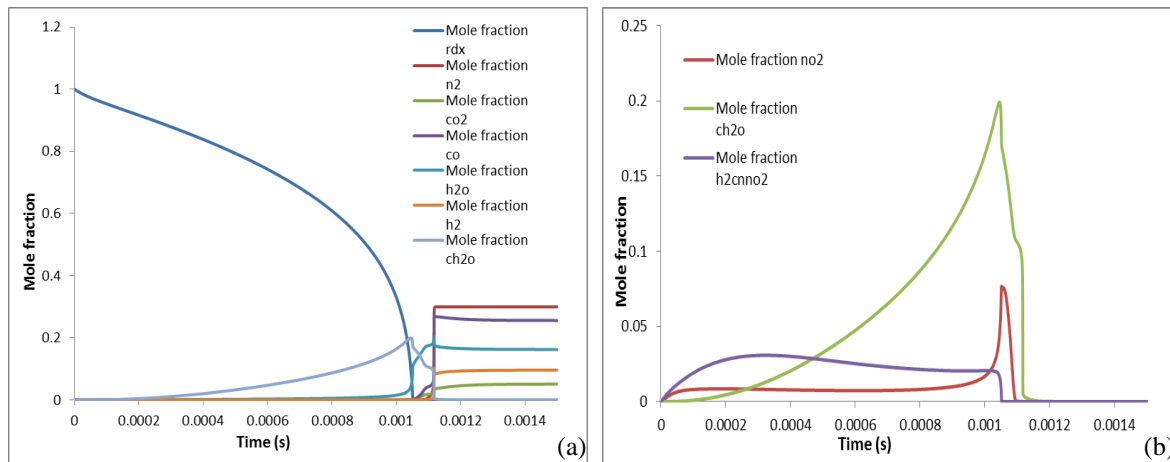 Mole fraction
1.2
1
0.8
0.6
0.4
0.2
0
Mole fraction
rdx
Mole fraction
n2
Mole fraction
co2
Mole fraction
co
Mole fraction
h2o
Mole fraction
h2
Mole fraction
ch2o
0 0.0002 0.0004 0.0006 0.0008 0.001 0.0012 0.0014
Time (s)
(a)
Mole fraction
0.25
0.2
0.15
0.1
0.05
0
Mole fraction no2
Mole fraction
ch2o
Mole fraction
h2cnno2
0 0.0002 0.0004 0.0006 0.0008 0.001 0.0012 0.0014
Time (s)
(b)